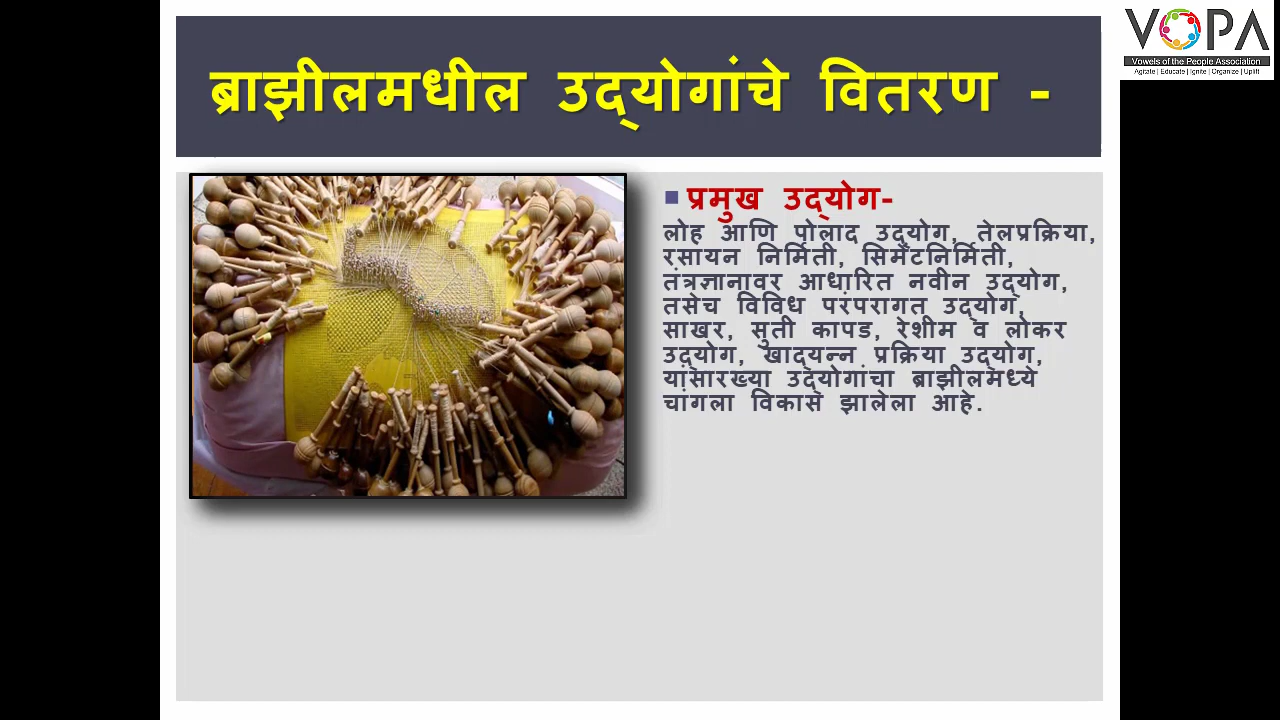 VOPA
Vowels of the People Association
Agitate | Educate | Ignite | Organize | Uplift
ब्राझीलमधील उद्‌योगांचे वितरण -
प्रमुख उद्‌योग-
लोह आणि पोलाद उद्‌योग, तेलप्रक्रिया,
रसायन निर्मिती, सिमेंटनिर्मिती,
तंत्रज्ञानावर आधारित नवीन उद्‌योग,
तसेच विविध परंपरागत उद्‌योग,
साखर, सुती कापड, रेशीम व लोकर
उद्‌योग, खाद्‌यन्न प्रक्रिया उद्‌योग,
यांसारख्या उद्‌योगांचा ब्राझीलमध्ये
चांगला विकास झालेला आहे.